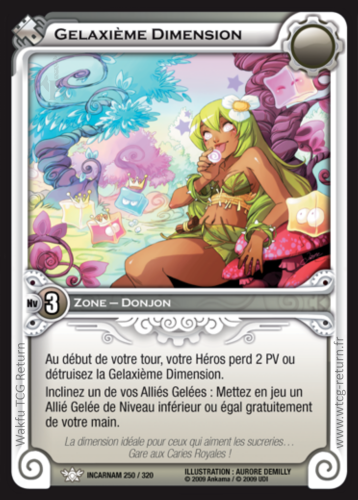 Gelaxième Dimension
Nv 3 Zone – Donjon
Au début de votre tour, votre Héros perd 2 PV ou
détruisez la Gelaxième Dimension.
Inclinez un de vos Alliés Gelées : Mettez en jeu un
Allié Gelée de Niveau inférieur ou égal gratuitement
de votre main.
La dimension idéale pour ceux qui aiment les sucreries…
Gare aux Caries Royales !
INCARNAM 250 / 320
ILLUSTRATION : AURORE DEMILLY
© 2009 Ankama / © 2009 UDI
Wakfu TCG Return
www.wtcg-return.fr